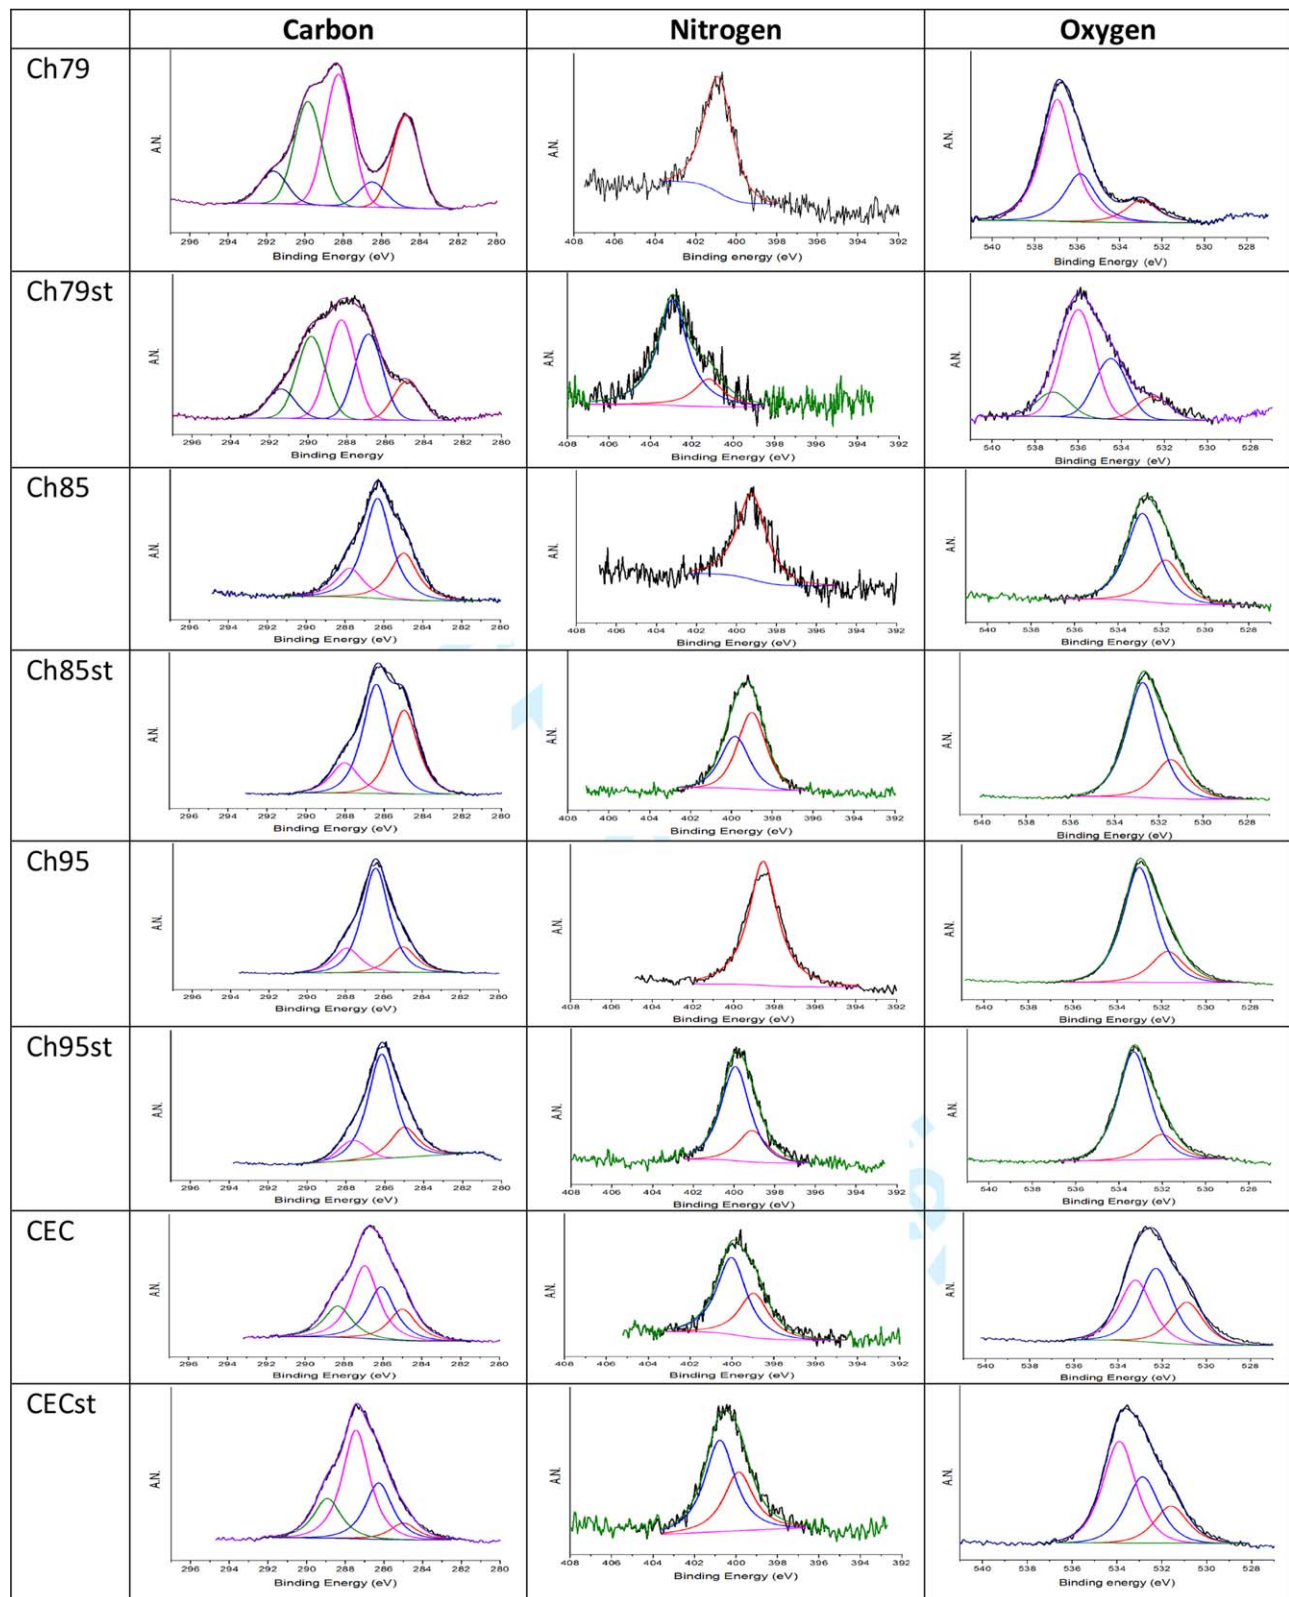 Carbon Nitrogen Oxygen
Ch79
A.N. A.N. A.N.
296 294 292 290 288 286 284 282 280 408 406 404 402 400 398 396 394 392 540 538 536 534 532 530 528
Binding Energy (eV) Binding energy (eV) Binding Energy (eV)
Ch79st
A.N. A.N. A.N.
294 292 290 288 286 284 282 280 408 406 404 402 400 398 396 394 392 540 538 536 534 532 530 528
Binding Energy Binding Energy (eV) Binding Energy (eV)
Ch85
A.N. A.N. A.N.
296 294 292 290 288 286 284 282 280 408 406 404 402 400 398 396 394 392 540 538 536 534 532 530 528
Binding Energy (eV) Binding Energy (eV) Binding Energy (eV)
Ch85st
A.N. A.N. A.N.
296 294 292 290 288 286 284 282 280 408 406 404 402 400 398 396 394 392 540 538 536 534 532 530 528
Binding Energy (eV) Binding Energy (eV) Binding Energy (eV)
Ch95
A.N. A.N. A.N.
296 294 292 290 288 286 284 282 280 408 406 404 402 400 398 396 394 392 540 538 536 534 532 530 528
Binding Energy (eV) Binding Energy (eV) Binding energy (eV)
Ch95st
A.N. A.N. A.N.
296 294 292 290 288 286 284 282 280 408 406 404 402 400 398 396 394 392 540 538 536 534 532 530 528
Binding Energy (eV) Binding Energy (eV) Binding Energy (eV)
CEC
A.N. A.N. A.N.
296 294 292 290 288 286 284 282 280 408 406 404 402 400 398 396 394 392 540 538 536 534 532 530 528
Binding Energy (eV) Binding Energy (eV) Binding Energy (eV)
CECst
A.N. A.N. A.N.
296 294 292 290 288 286 284 282 280 408 406 404 402 400 398 396 394 392 540 538 536 534 532 530 528
Binding Energy (eV) Binding Energy (eV) Binding energy (eV)